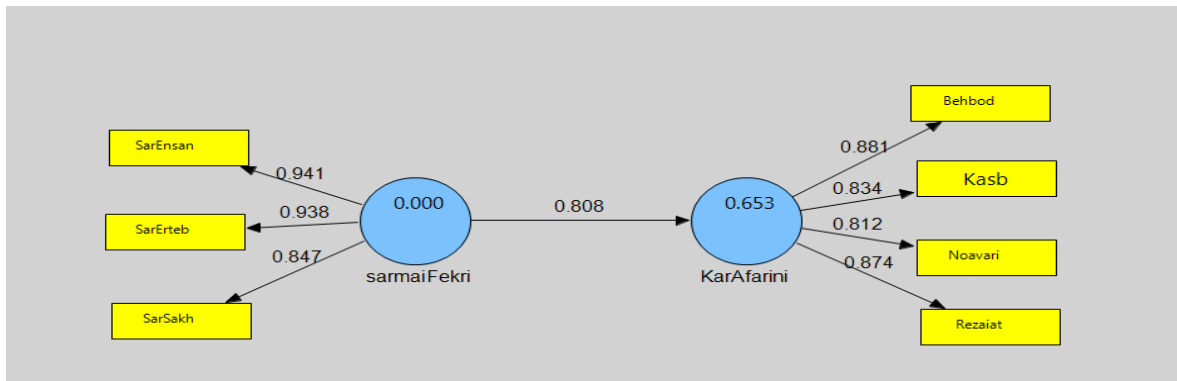 SarEnsan
0.941
SarErteb
0.938
SarSakh
0.847
0.000
sarmaiFekri
0.808
0.653
KarAfarini
Behbod
0.881
Kasb
0.834
Noavari
0.812
Rezaiat
0.874